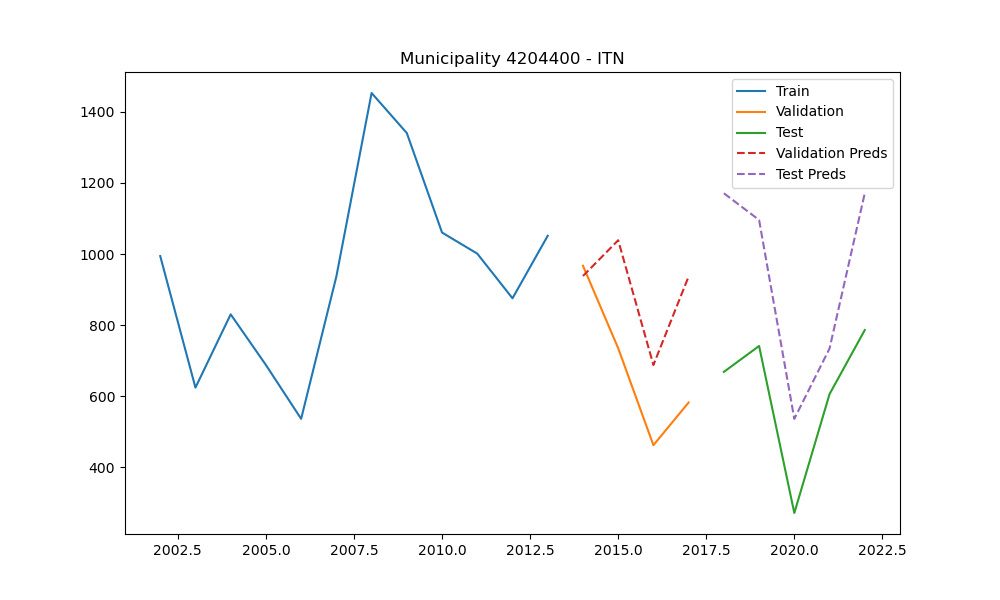 Municipality 4204400 - ITN
Train
Validation
Test
Validation Preds
Test Preds
1400
1200
1000
800
600
400
2002.5 2005.0 2007.5 2010.0 2012.5 2015.0 2017.5 2020.0 2022.5